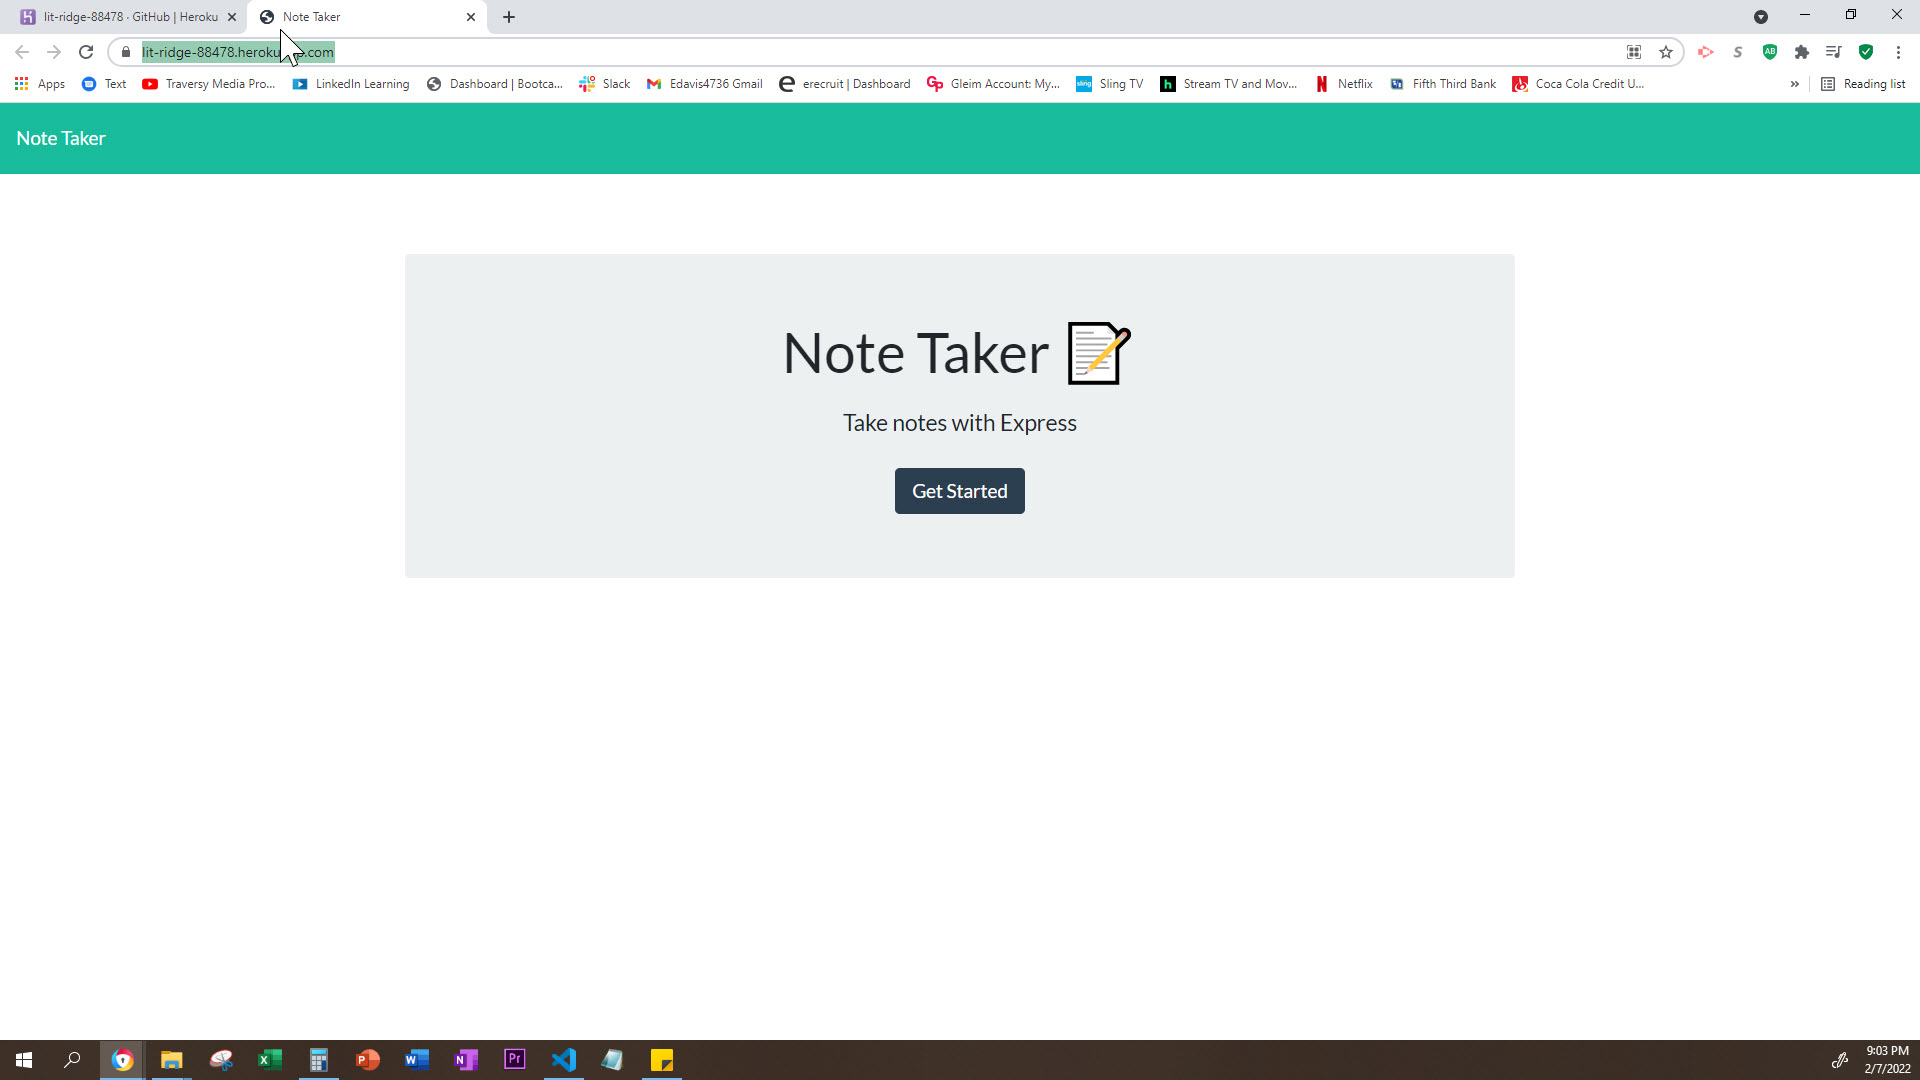 lit-ridge-88478 · GitHub | Heroku
Note Taker
lit-ridge-88478.heroku .com
Apps
Text
Traversy Media Pro...
LinkedIn Learning
Dashboard | Bootca...
Slack
Edavis4736 Gmail
erecruit | Dashboard
Gleim Account: My...
Sling TV
Stream TV and Mov...
Netflix
Fifth Third Bank
Coca Cola Credit U...
»
Reading list
Note Taker
Note Taker
Take notes with Express
Get Started
9:03 PM
2/7/2022